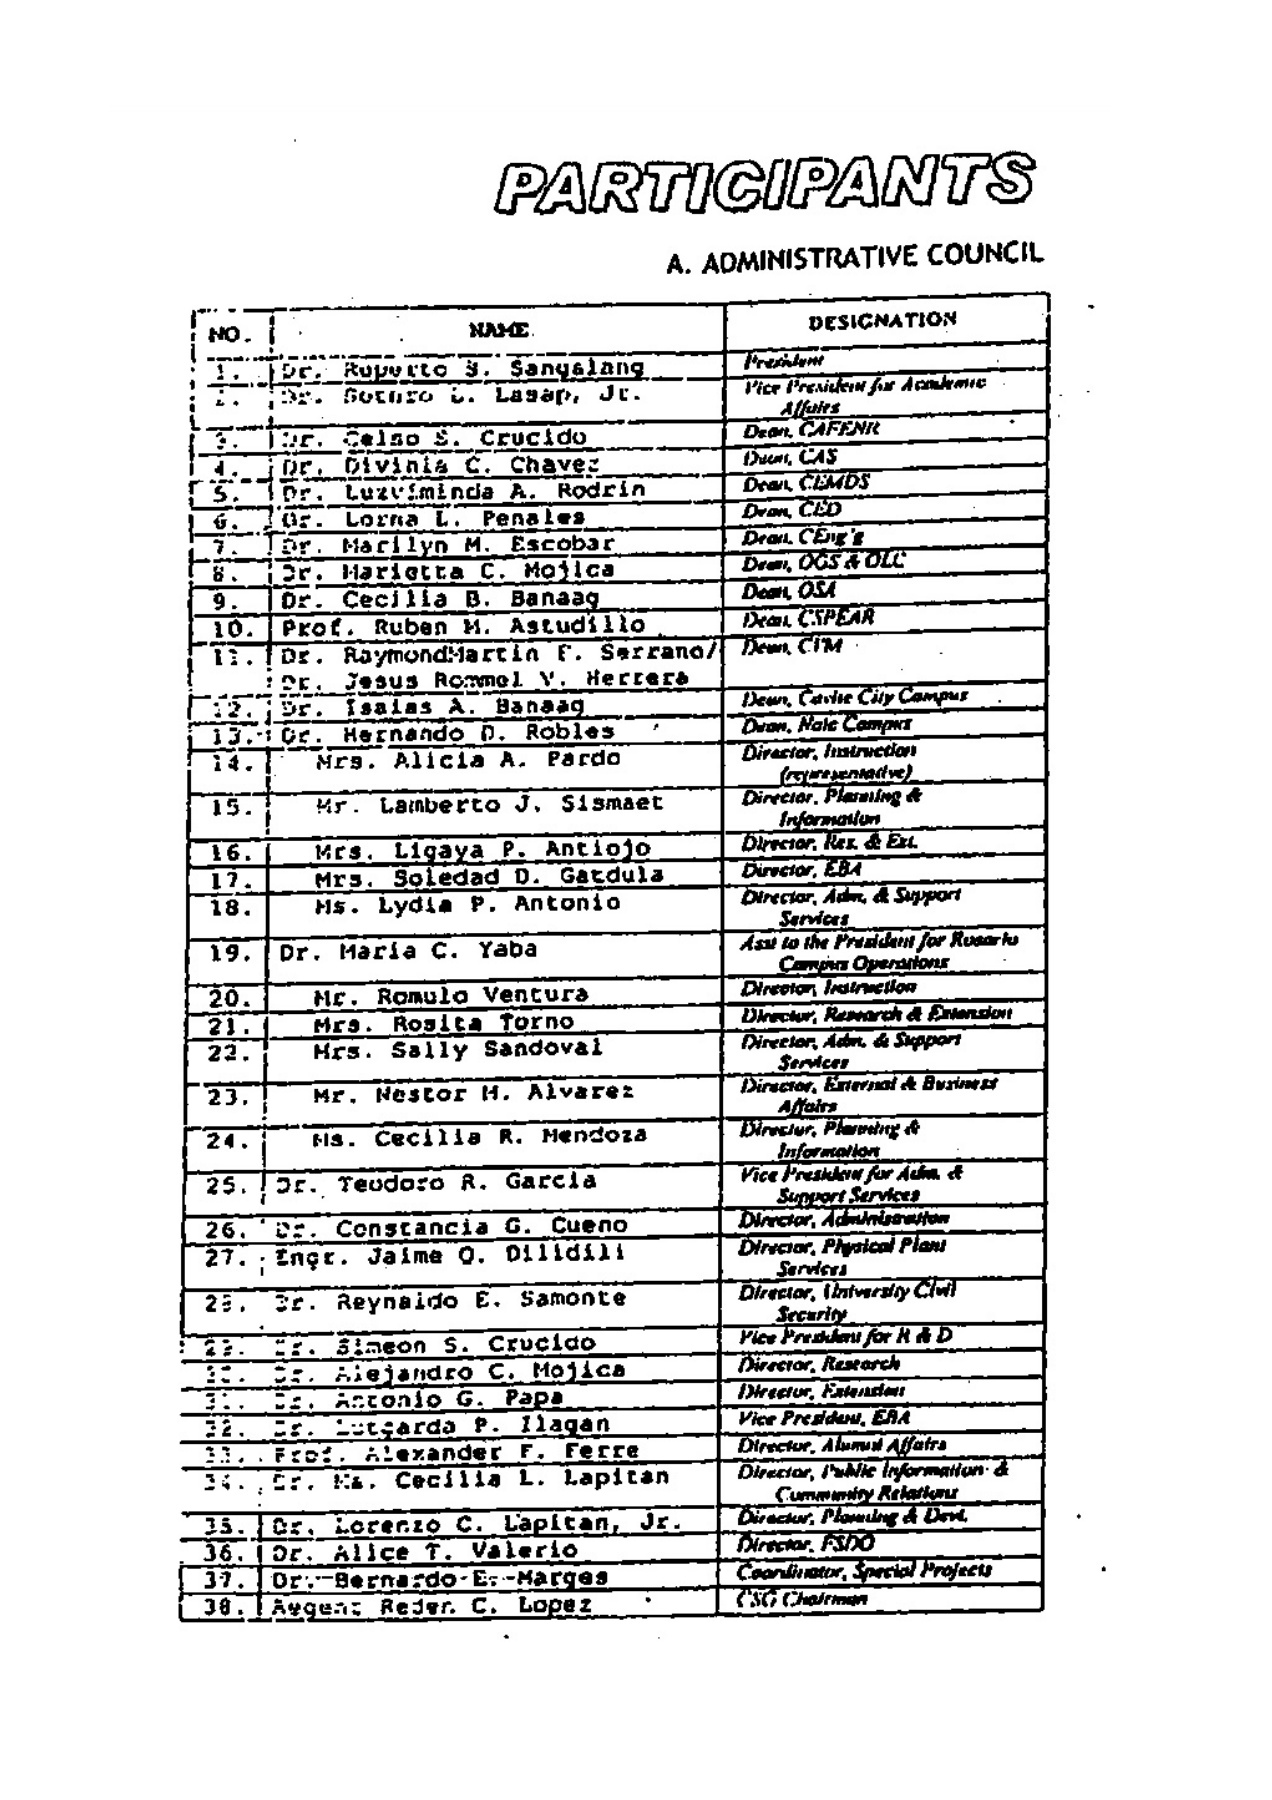 PARTICIPANTS
A. ADMINISTRATIVE COUNCIL
NO. NAME DESIGNATION
1. Dr. Ruperto S. Sangalang President
Dr. L. Lasap, Jr. Vice President for Academic
Affairs
3. Dr. Celso S. Crucido Dean, CAFENR
4. Dr. Divinia C. Chavez Dean, CAS
5. Dr. Luzviminda A. Rodrin Dean, CEMDS
6. Dr. Lorna L. Penales Dean, CED
7. Dr. Marilyn M. Escobar Dean, CEng'g
8. Dr. Marietta C. Mojica Dean, OGS & OLC
9. Dr. Cecilia B. Banaag Dean, OSA
10. Prof. Ruben M. Astudillo Dean, CSPEAR
11. Dr. RaymondMartin F. Serrano/ Dean,
Dr. Jesus Rommel V. Herrera
12. Dr. Isaias A. Banaag Dean, Cavite City Campus
13. Dr. Hernando D. Robles Dean, Naic Campus
14. Mrs. Alicia A. Pardo Director, Instruction
(representative)
15. Mr. Lamberto J. Sismaet Director, Planning &
Information
16. Mrs. Ligaya P. Antiojo Director, Res. & Ext.
17. Mrs. Soledad D. Gatdula Director, EBA
18. Ms. Lydia P. Antonio Director, Adm. & Support
Services
19. Dr. Maria C. Yaba Asst to the President for Rosario
Campus Operations
20. Mr. Romulo Ventura Director, Instruction
21. Mrs. Rosita Torno Director, Research & Extension
22. Mrs. Sally Sandoval Director, Adm. & Support
Services
23. Mr. Nestor M. Alvarez Director, External & Business
Affairs
24. Ms. Cecilia R. Mendoza Director, Planning &
Information
25. Dr. Teodoro R. Garcia Vice President for Adm. &
Support Services
26. Dr. Constancia G. Cueno Director, Administration
27. Engr. Jaime Q. Dilidili Director, Physical Plant
Services
28. Dr. Reynaldo E. Samonte Director, University Civil
Security
29. Dr. Simeon S. Crucido Vice President for R & D
30. Dr. Alejandro C. Mojica Director, Research
31. Dr. Antonio G. Papa Director, Extension
32. Dr. Lutgarda P. Ilagan Vice President, EBA
33. Prof. Alexander F. Ferre Director, Alumni Affairs
34. Dr. Ma. Cecilia L. Lapitan Director, Public Information &
Community Relations
35. Dr. Lorenzo C. Lapitan, Jr. Director, Planning & Devt.
36. Dr. Alice T. Valerio Director, FSDO
37. Dr. Bernardo E. Marges Coordinator, Special Projects
38. C. Lopez CSG Chairman